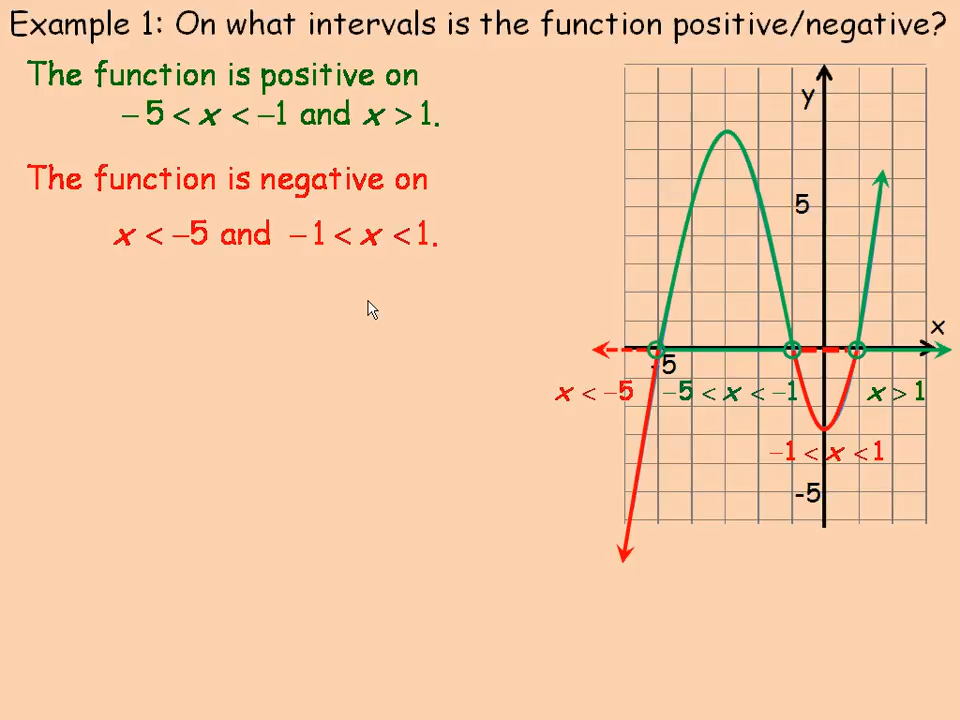 Example 1: On what intervals is the function positive/negative?
The function is positive on
− 5 < x < −1 and x > 1.
The function is negative on
x < −5 and −1 < x < 1.
y
5
x
-5
x < −5
−5 < x < −1
x > 1
−1 < x < 1
-5